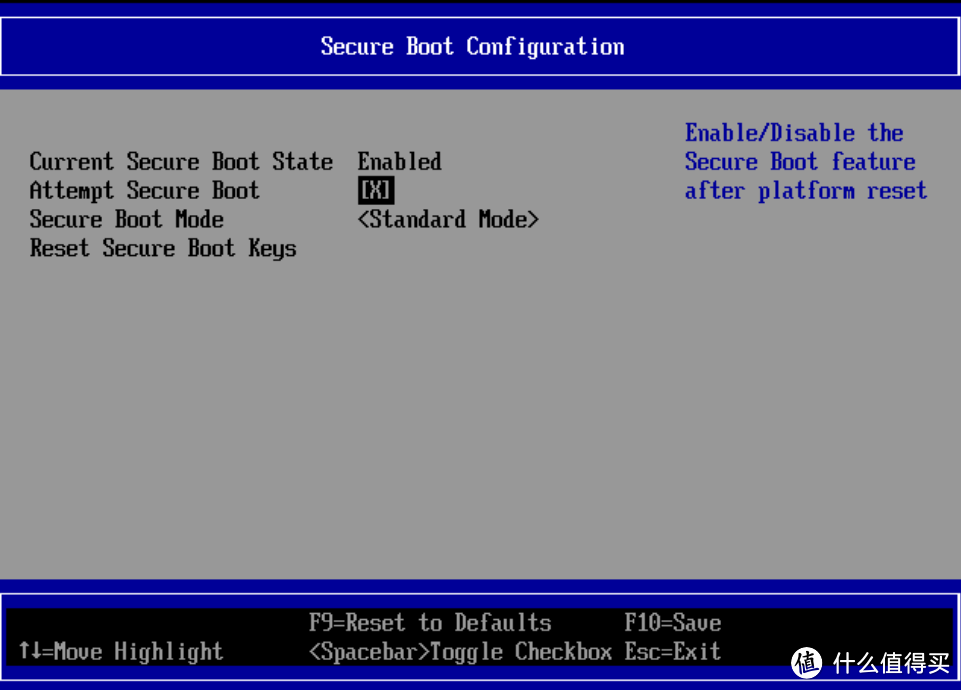 Secure Boot Configuration
Enable/Disable the
Secure Boot feature
after platform reset
Current Secure Boot State Enabled
Attempt Secure Boot [X]
Secure Boot Mode <Standard Mode>
Reset Secure Boot Keys
F9=Reset to Defaults F10=Save
↑↓=Move Highlight <Spacebar>Toggle Checkbox Esc=Exit
值 什么值得买